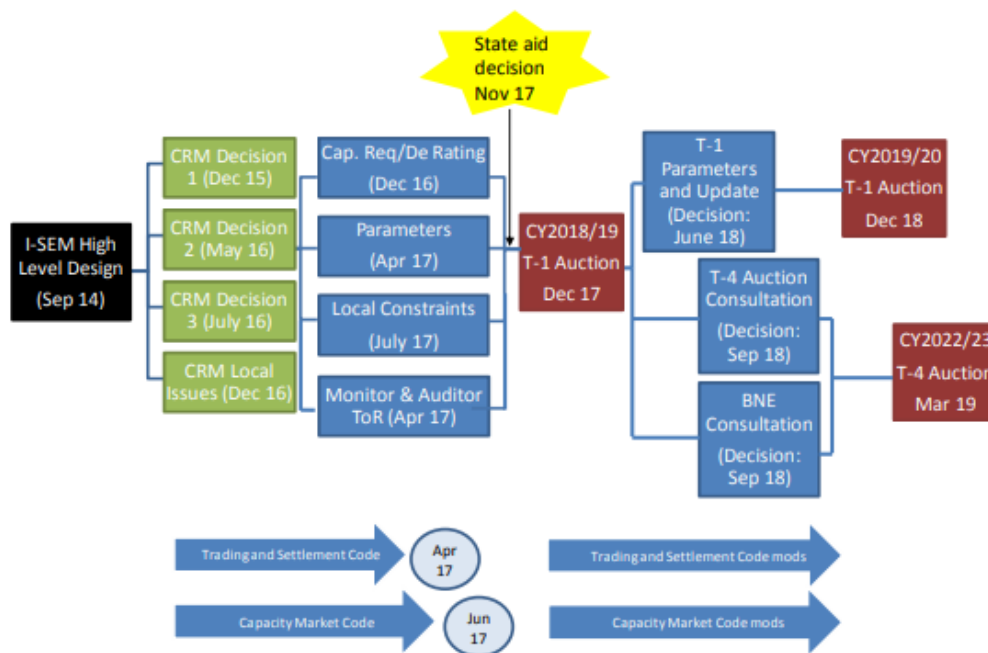 State aid
decision
Nov 17
I-SEM High
Level Design
(Sep 14)
CRM Decision
1 (Dec 15)
CRM Decision
2 (May 16)
CRM Decision
3 (July 16)
CRM Local
Issues (Dec 16)
Cap. Req/De Rating
(Dec 16)
Parameters
(Apr 17)
Local Constraints
(July 17)
Monitor & Auditor
ToR (Apr 17)
CY2018/19
T-1 Auction
Dec 17
T-1
Parameters
and Update
(Decision:
June 18)
T-4 Auction
Consultation
(Decision:
Sep 18)
BNE
Consultation
(Decision:
Sep 18)
CY2019/20
T-1 Auction
Dec 18
CY2022/23
T-4 Auction
Mar 19
Trading and Settlement Code
Apr
17
Trading and Settlement Code mods
Capacity Market Code
Jun
17
Capacity Market Code mods